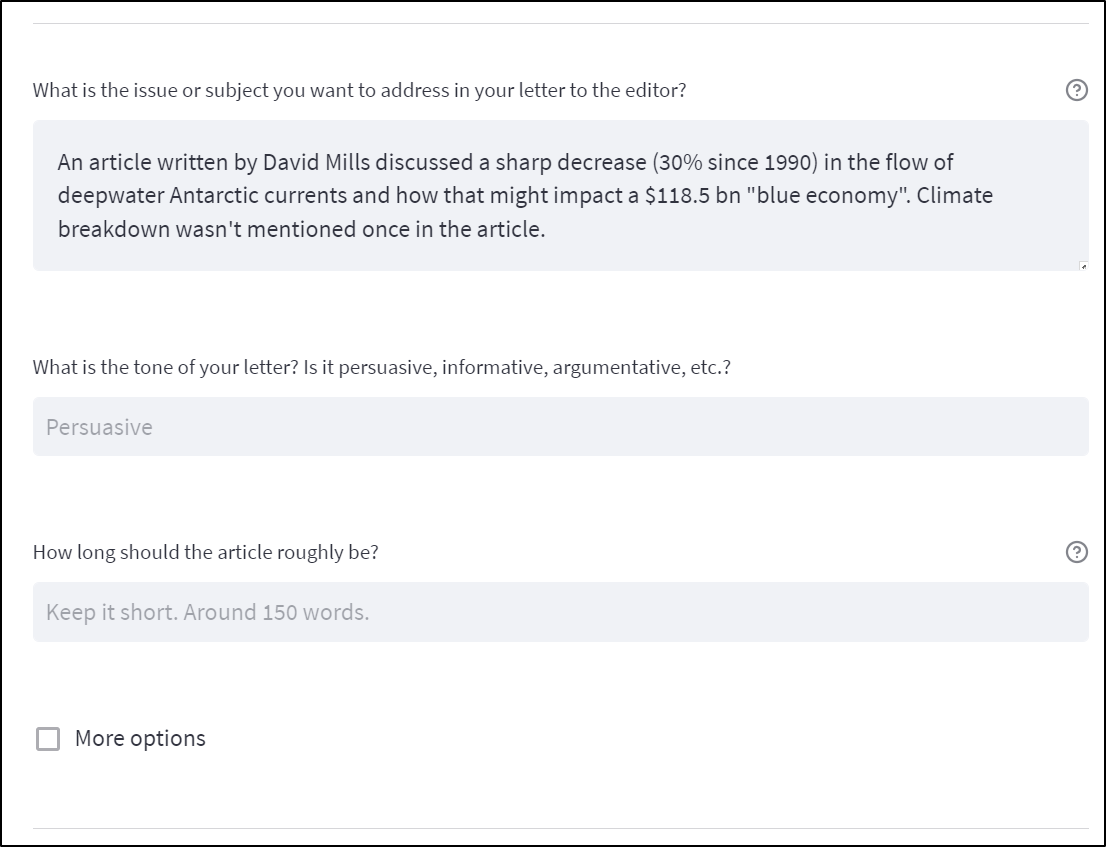 What is the issue or subject you want to address in your letter to the editor?
An article written by David Mills discussed a sharp decrease (30% since 1990) in the flow of
deepwater Antarctic currents and how that might impact a $118.5 bn "blue economy". Climate
breakdown wasn't mentioned once in the article.
What is the tone of your letter? Is it persuasive, informative, argumentative, etc.?
Persuasive
How long should the article roughly be?
Keep it short. Around 150 words.
More options